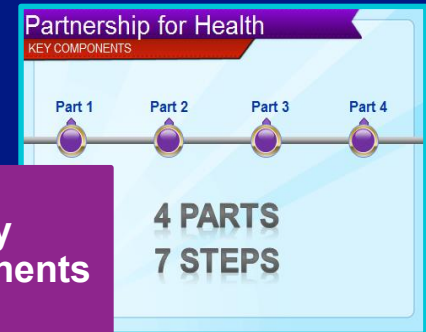 Partnership for Health
KEY COMPONENTS
Part 1 Part 2 Part 3 Part 4
4 PARTS
7 STEPS